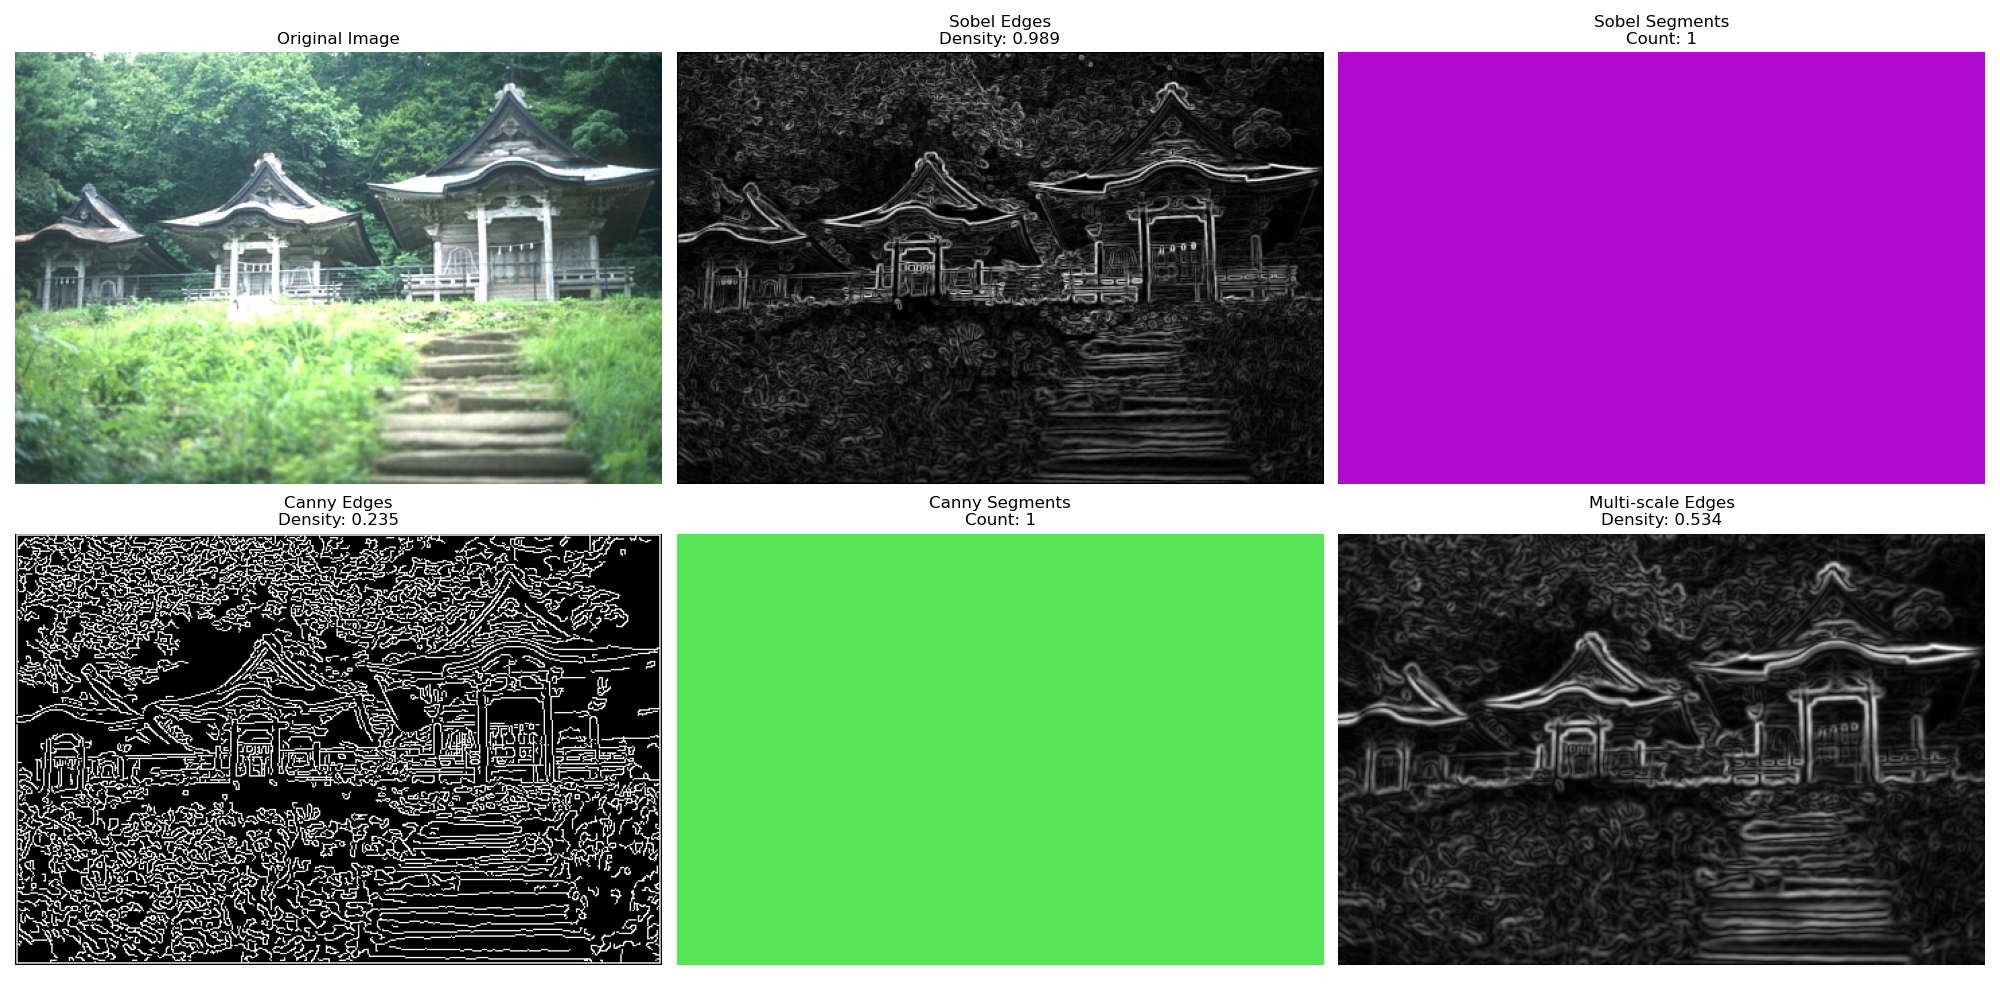 Original Image
Sobel Edges
Density: 0.989
Sobel Segments
Count: 1
Canny Edges
Density: 0.235
Canny Segments
Count: 1
Multi-scale Edges
Density: 0.534